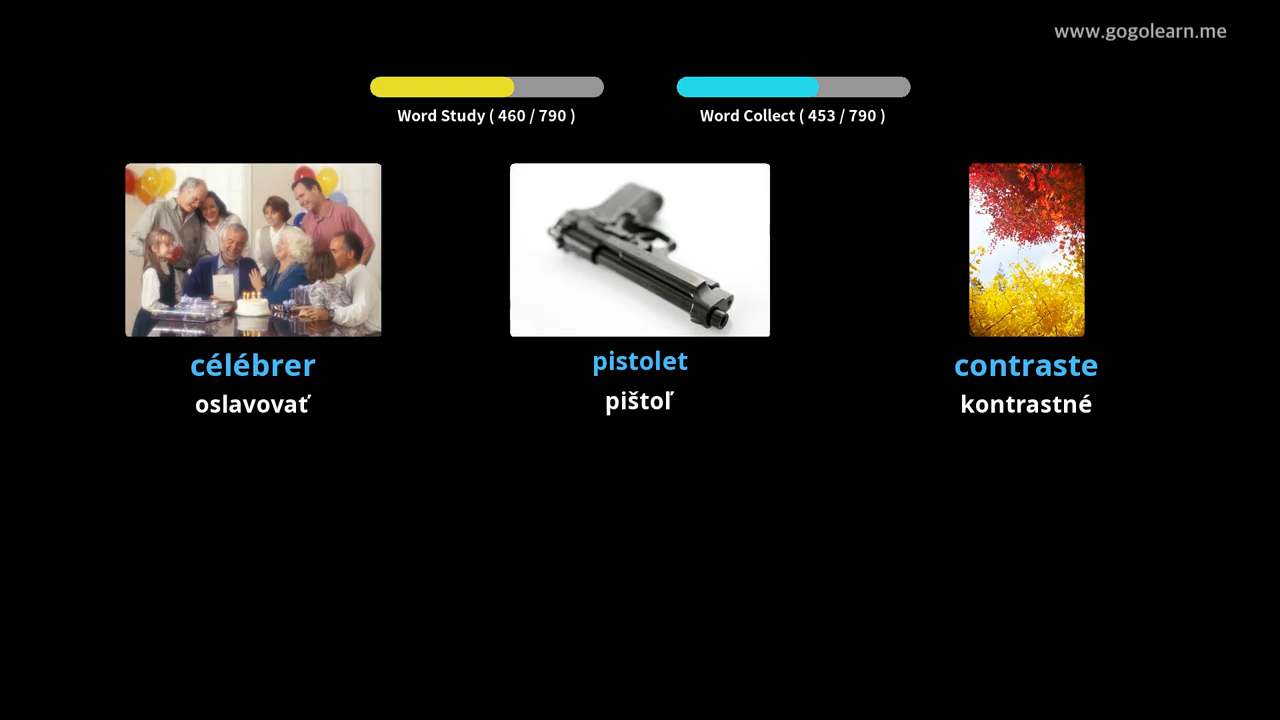 www.gogolearn.me
Word Study ( 460 / 790 )
Word Collect ( 453 / 790 )
célébrer
pistolet
contraste
oslavovať
pištoľ
kontrastné